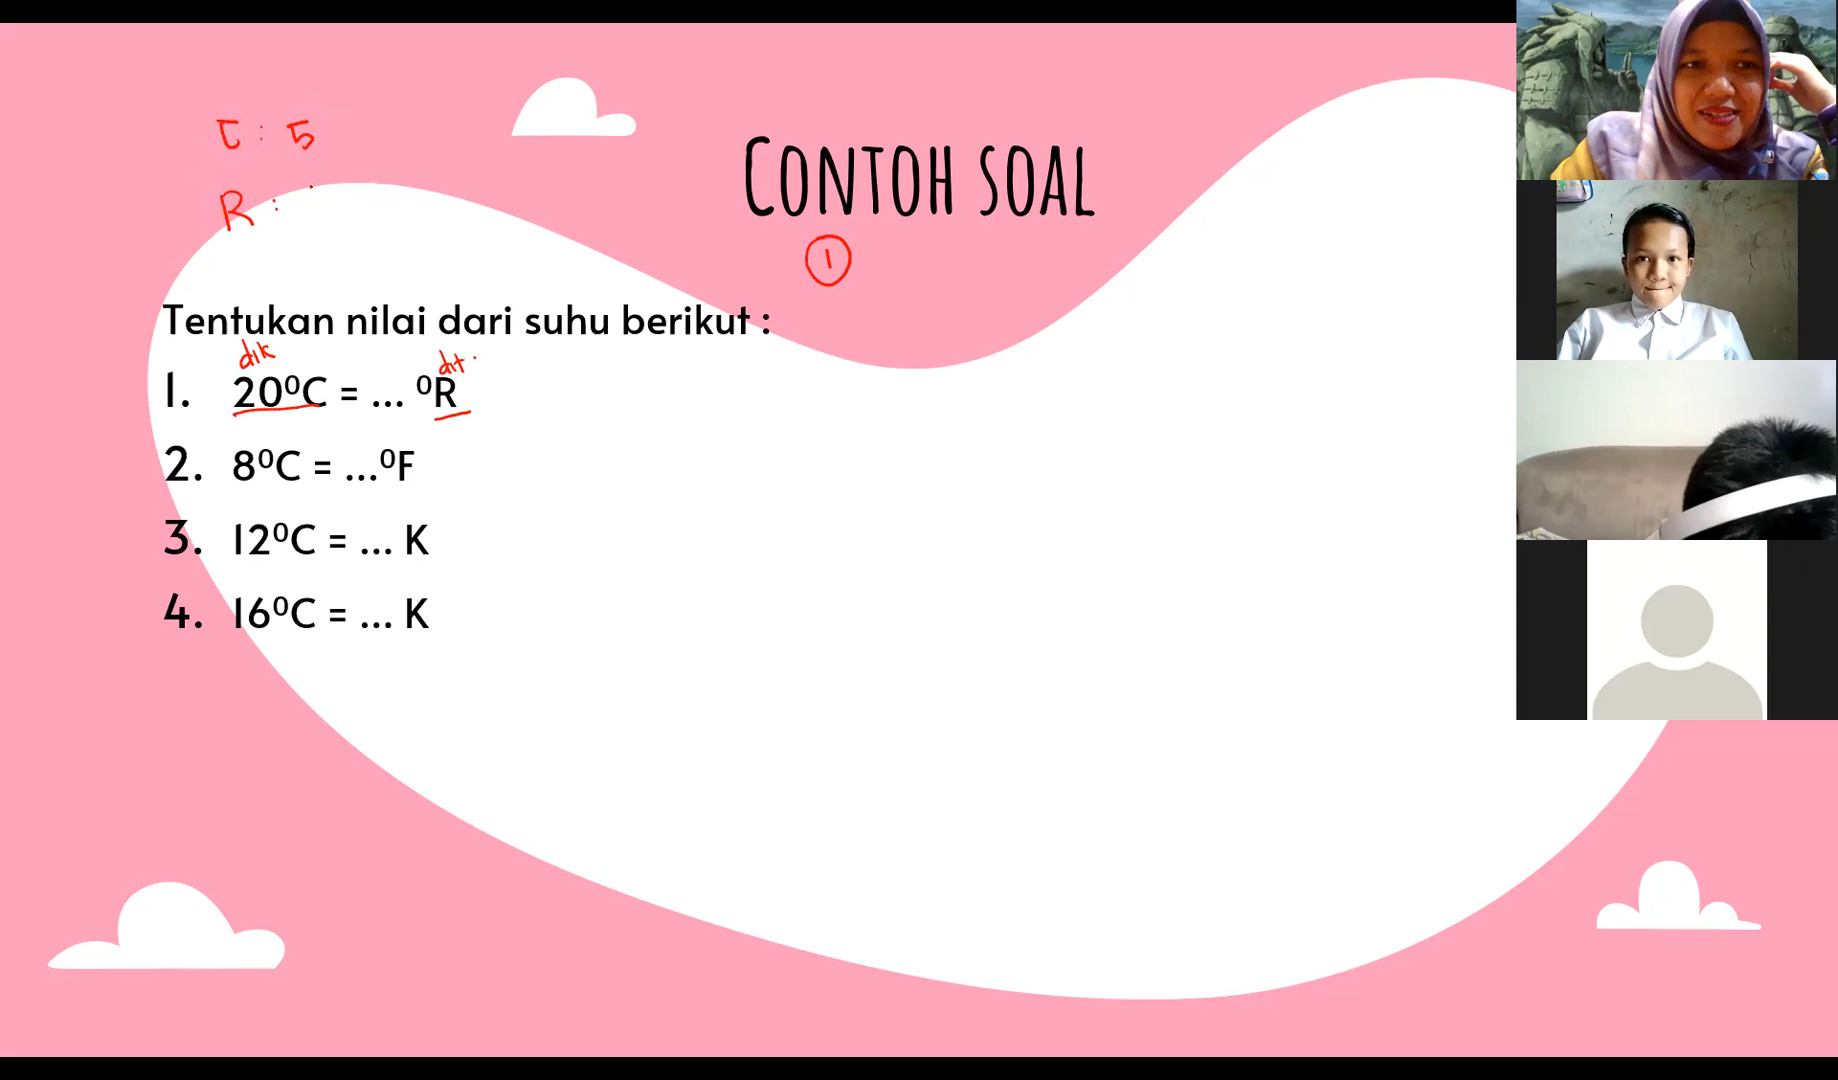 C : 5
R :
CONTOH SOAL
1
Tentukan nilai dari suhu berikut :
dik dit
1. 20⁰C = ... ⁰R
2. 8⁰C = ...⁰F
3. 12⁰C = ... K
4. 16⁰C = ... K